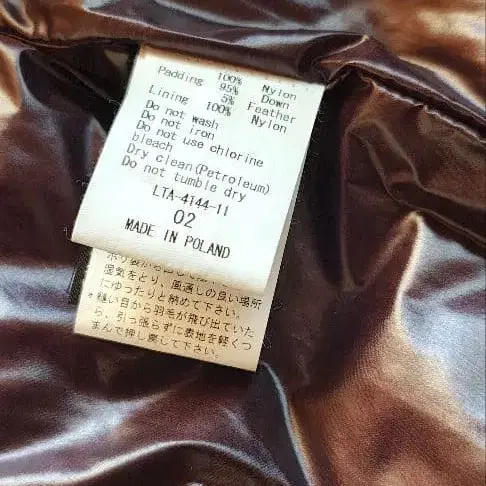 100% Nylon
Padding 95% Down
5% Feather
Lining 100% Nylon
Do not wash
Do not iron
Do not use chlorine
bleach
Dry clean(Petroleum)
Do not tumble dry
LTA-4144-11
02
MADE IN POLAND
湿気をとり、風通しの良い場所
にゆったりと納めて下さい。
*縫い目から羽毛が飛び出ていた
ら、引っ張らずに表地を軽くつ
まんで押し戻して下さい。